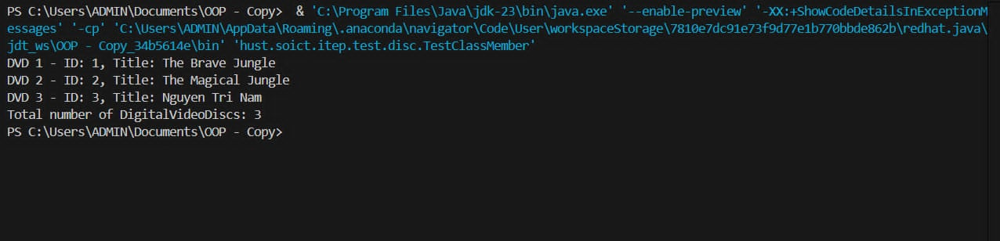 PS C:\Users\ADMIN\Documents\OOP - Copy>  & 'C:\Program Files\Java\jdk-23\bin\java.exe' '--enable-preview' '-XX:+ShowCodeDetailsInExceptionM
essages' '-cp' 'C:\Users\ADMIN\AppData\Roaming\.anaconda\navigator\Code\User\workspaceStorage\7810e7dc91e73f9d77e1b770bbde862b\redhat.java\
jdt_ws\OOP - Copy_34b5614e\bin' 'hust.soict.itep.test.disc.TestClassMember'
DVD 1 - ID: 1, Title: The Brave Jungle
DVD 2 - ID: 2, Title: The Magical Jungle
DVD 3 - ID: 3, Title: Nguyen Tri Nam
Total number of DigitalVideoDiscs: 3
PS C:\Users\ADMIN\Documents\OOP - Copy>